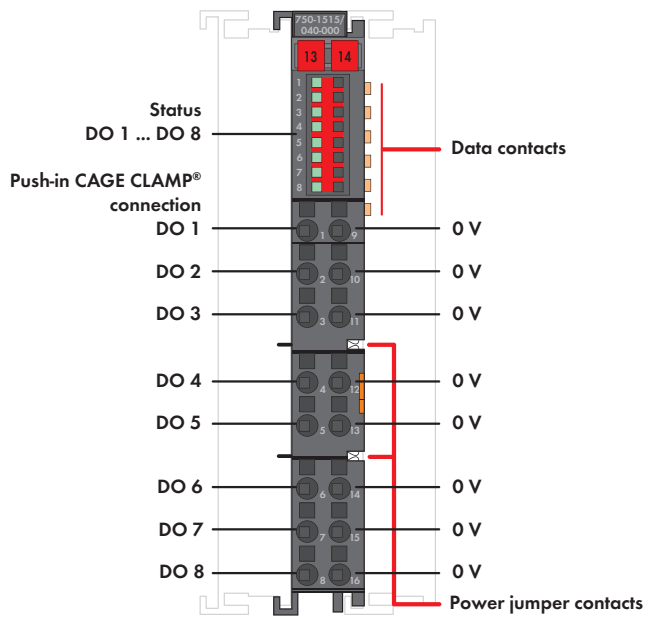 750-1515/
040-000
13 14
1
2
3
4
5
6
7
8
Status
DO 1 ... DO 8
Data contacts
Push-in CAGE CLAMP®
connection
DO 1 1 9 0 V
DO 2 2 10 0 V
DO 3 3 11 0 V
DO 4 4 12 0 V
DO 5 5 13 0 V
DO 6 6 14 0 V
DO 7 7 15 0 V
DO 8 8 16 0 V
Power jumper contacts